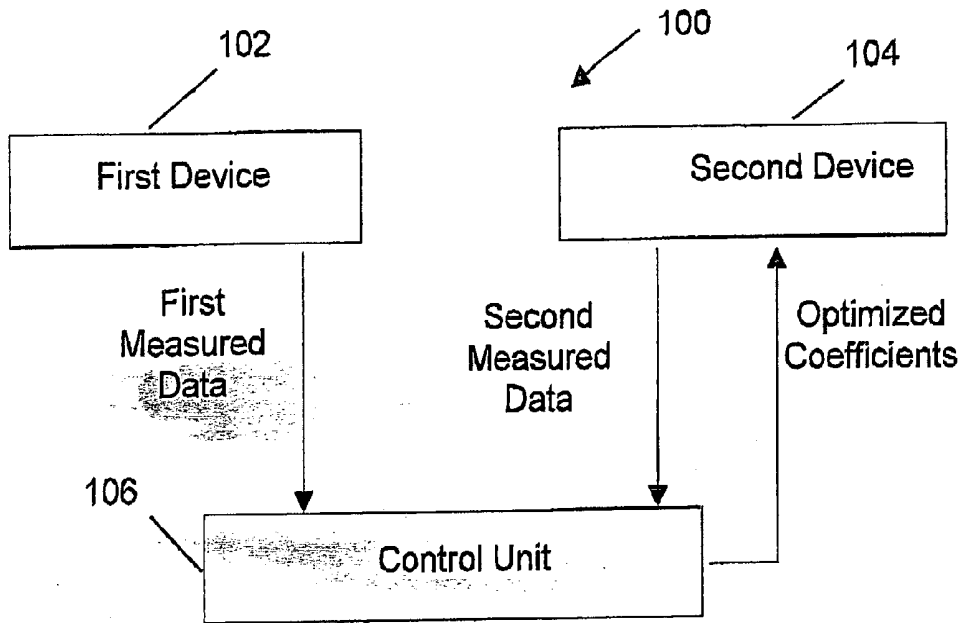 100
102
104
First Device
Second Device
First
Measured
Data
Second
Measured
Data
Optimized
Coefficients
106
Control Unit